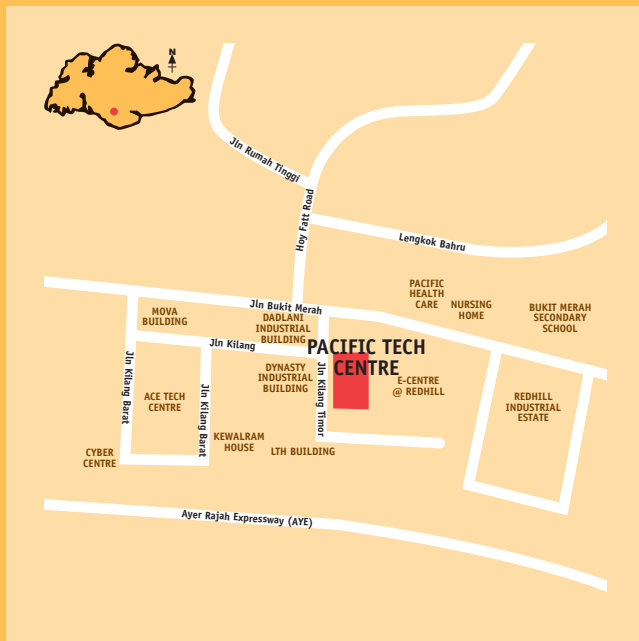 N
Jln Rumah Tinggi
Hoy Fatt Road
Lengkok Bahru
PACIFIC
HEALTH
CARE
NURSING
HOME
BUKIT MERAH
SECONDARY
SCHOOL
Jln Bukit Merah
MOVA
BUILDING
DADLANI
INDUSTRIAL
BUILDING
Jln Kilang
PACIFIC TECH
CENTRE
Jln Kilang Barat
ACE TECH
CENTRE
Jln Kilang Barat
DYNASTY
INDUSTRIAL
BUILDING
Jln Kilang Timor
E-CENTRE
@ REDHILL
REDHILL
INDUSTRIAL
ESTATE
KEWALRAM
HOUSE
LTH BUILDING
CYBER
CENTRE
Ayer Rajah Expressway (AYE)